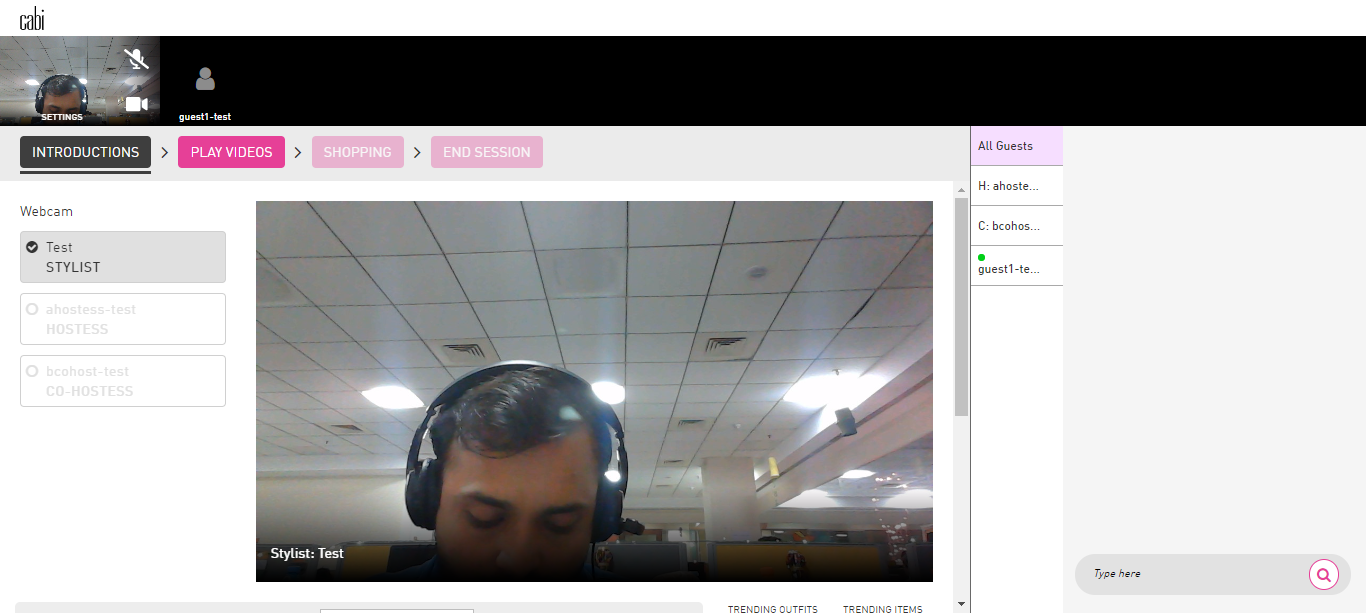 cabi
SETTINGS
guest1-test
INTRODUCTIONS
PLAY VIDEOS
SHOPPING
END SESSION
All Guests
H: ahoste...
C: bcohos...
guest1-te...
Webcam
Test
STYLIST
ahostess-test
HOSTESS
bcohost-test
CO-HOSTESS
Stylist: Test
Type here
TRENDING OUTFITS
TRENDING ITEMS